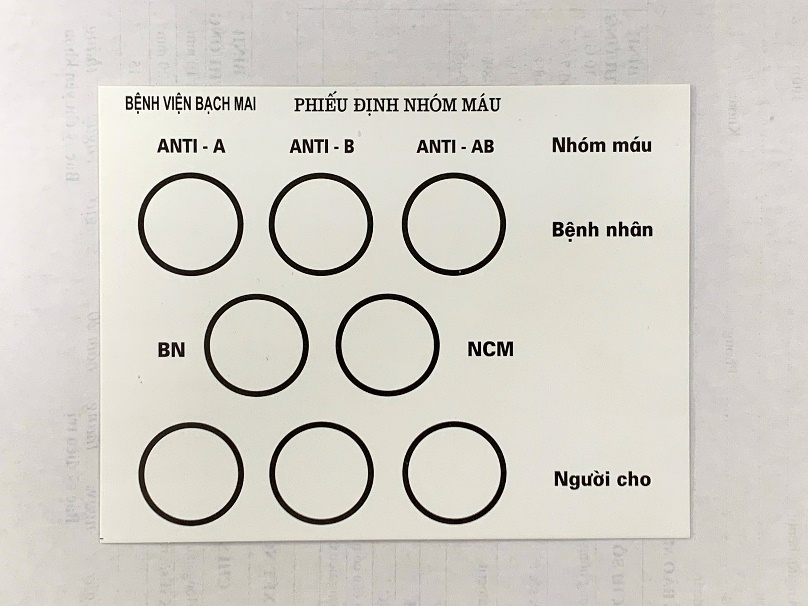 BỆNH VIỆN BẠCH MAI PHIẾU ĐỊNH NHÓM MÁU
ANTI - A ANTI - B ANTI - AB Nhóm máu
Bệnh nhân
BN NCM
Người cho